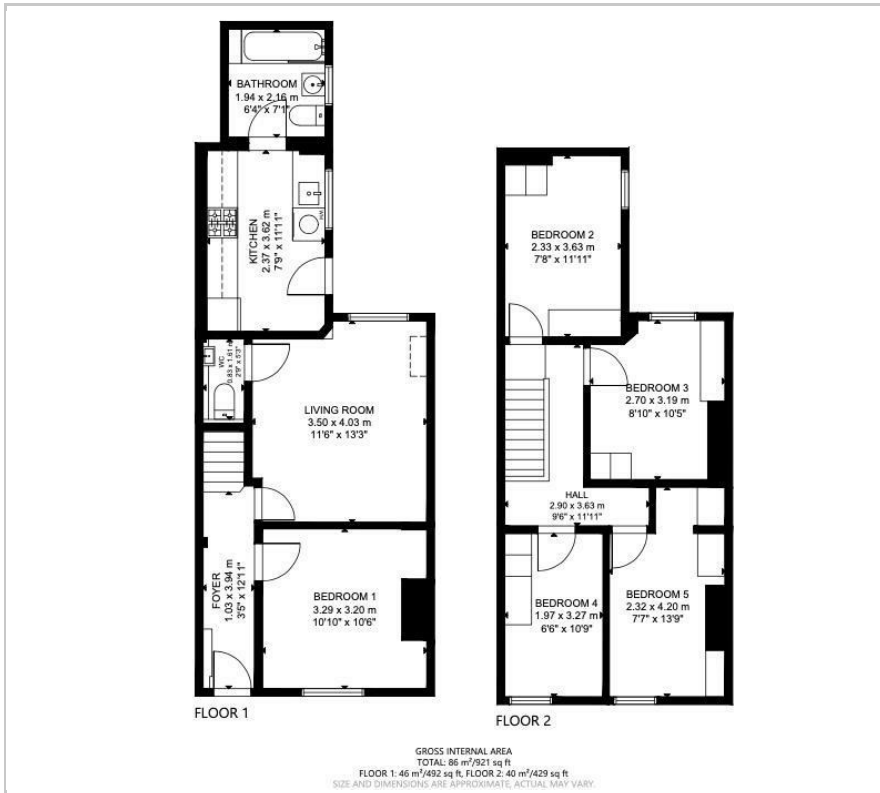 BATHROOM
1.94 x 2.16 m
6'4" x 7'1"
KITCHEN
2.37 x 3.62 m
7'9" x 11'11"
WC
0.83 x 1.61 m
2'9" x 5'3"
LIVING ROOM
3.50 x 4.03 m
11'6" x 13'3"
FOYER
1.03 x 3.94 m
3'5" x 12'11"
BEDROOM 1
3.29 x 3.20 m
10'10" x 10'6"
FLOOR 1
BEDROOM 2
2.33 x 3.63 m
7'8" x 11'11"
BEDROOM 3
2.70 x 3.19 m
8'10" x 10'5"
HALL
2.90 x 3.63 m
9'6" x 11'11"
BEDROOM 4
1.97 x 3.27 m
6'6" x 10'9"
BEDROOM 5
2.32 x 4.20 m
7'7" x 13'9"
FLOOR 2
GROSS INTERNAL AREA
TOTAL: 86 m²/921 sq ft
FLOOR 1: 46 m²/492 sq ft, FLOOR 2: 40 m²/429 sq ft
SIZE AND DIMENSIONS ARE APPROXIMATE, ACTUAL MAY VARY.